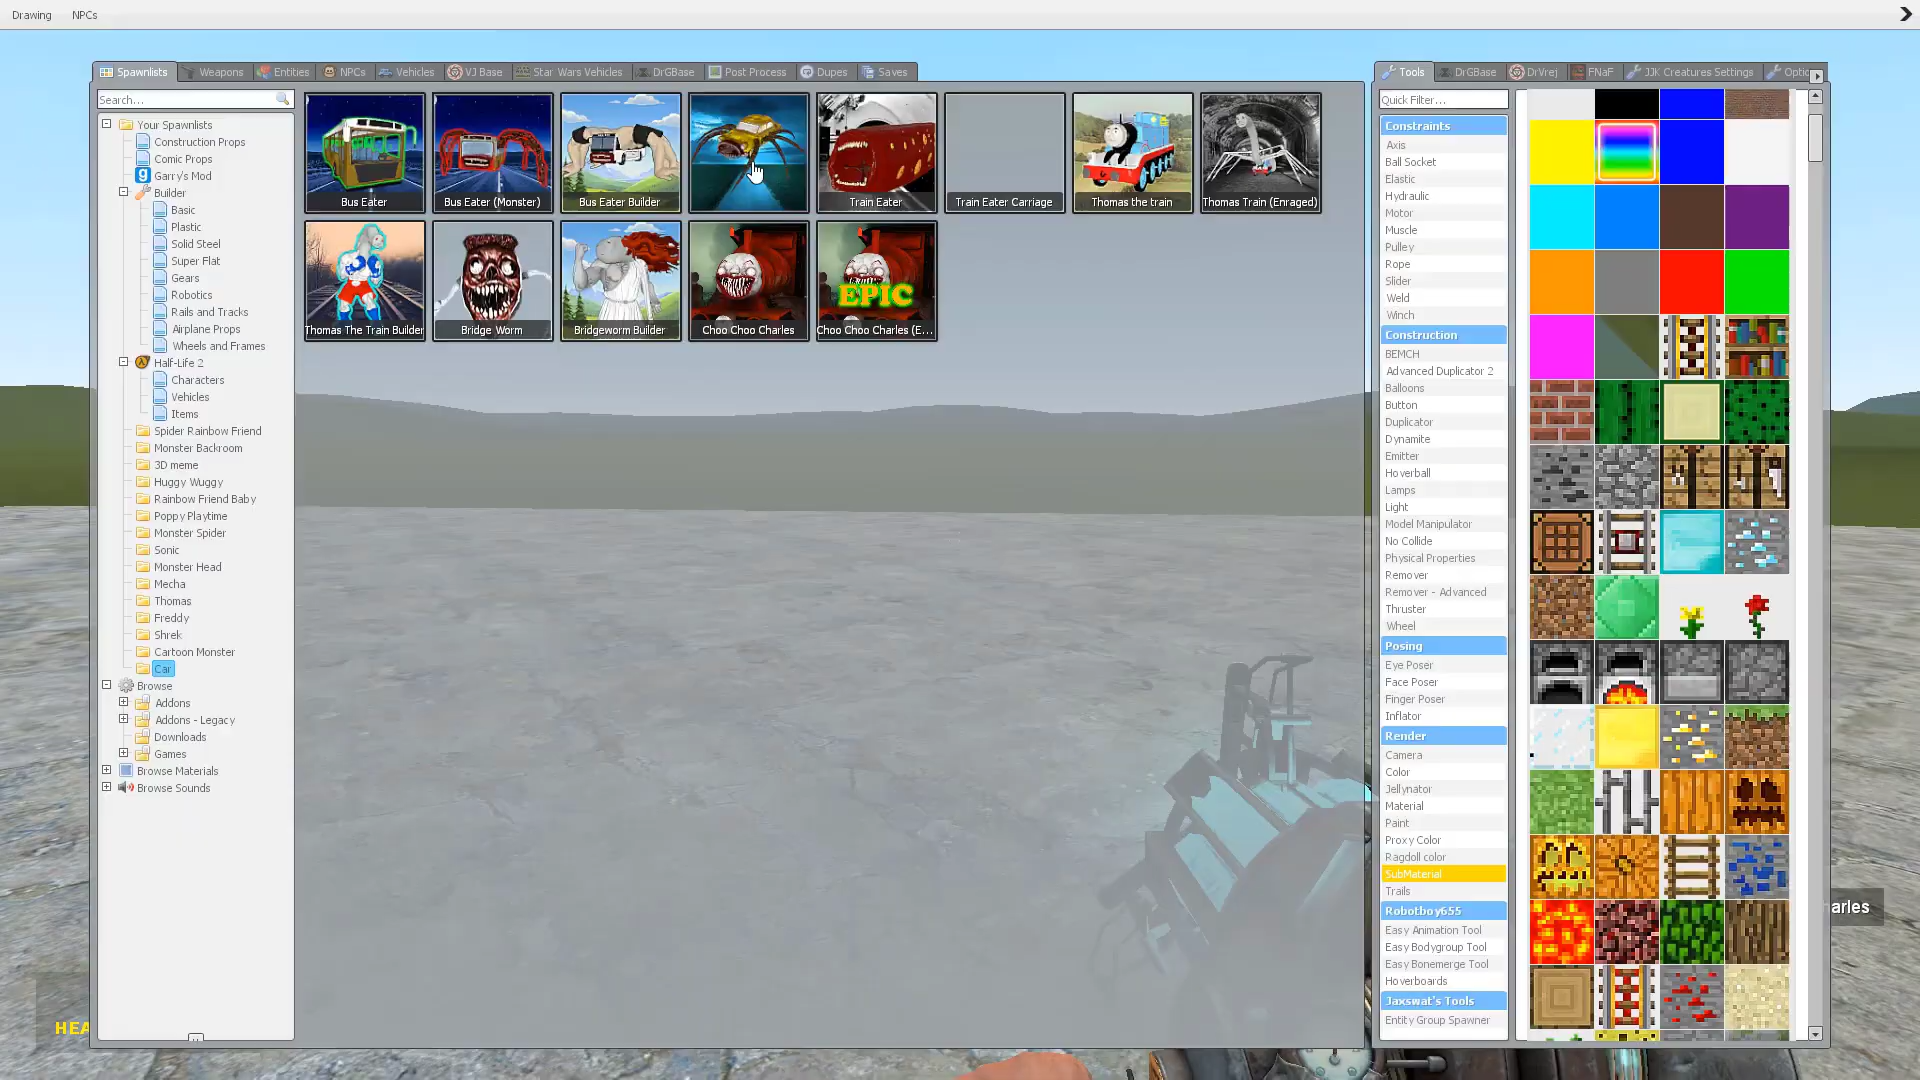 Drawing NPCs
Spawnlists Weapons Entities NPCs Vehicles VJ Base Star Wars Vehicles DrGBase Post Process Dupes Saves
Search...
Your Spawnlists
Construction Props
Comic Props
Garry's Mod
Builder
Basic
Plastic
Solid Steel
Super Flat
Gears
Robotics
Rails and Tracks
Airplane Props
Wheels and Frames
Half-Life 2
Characters
Vehicles
Items
Spider Rainbow Friend
Monster Backroom
3D meme
Huggy Wuggy
Rainbow Friend Baby
Poppy Playtime
Monster Spider
Sonic
Monster Head
Mecha
Thomas
Freddy
Shrek
Cartoon Monster
Car
Browse
Addons
Addons - Legacy
Downloads
Games
Browse Materials
Browse Sounds
Bus Eater
Bus Eater (Monster)
Bus Eater Builder
Train Eater
Train Eater Carriage
Thomas the train
Thomas Train (Enraged)
Thomas The Train Builder
Bridge Worm
Bridgeworm Builder
Choo Choo Charles
EPIC
Choo Choo Charles (E...
Tools DrGBase DrVrej FNaF JJK Creatures Settings Optio
Quick Filter...
Constraints
Axis
Ball Socket
Elastic
Hydraulic
Motor
Muscle
Pulley
Rope
Slider
Weld
Winch
Construction
BEMCH
Advanced Duplicator 2
Balloons
Button
Duplicator
Dynamite
Emitter
Hoverball
Lamps
Light
Model Manipulator
No Collide
Physical Properties
Remover
Remover - Advanced
Thruster
Wheel
Posing
Eye Poser
Face Poser
Finger Poser
Inflator
Render
Camera
Color
Jellynator
Material
Paint
Proxy Color
Ragdoll color
SubMaterial
Trails
Robotboy655
Easy Animation Tool
Easy Bodygroup Tool
Easy Bonemerge Tool
Hoverboards
Jaxswat's Tools
Entity Group Spawner
arles
HEA